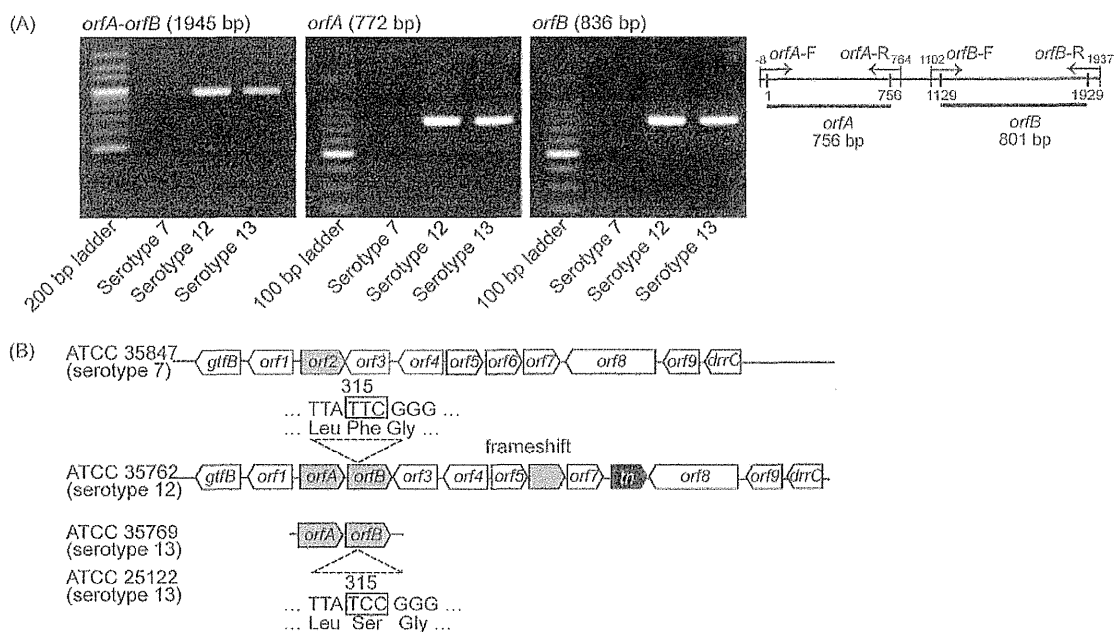 (A)
orfA-orfB (1945 bp)
orfA (772 bp)
orfB (836 bp)
200 bp ladder
Serotype 7
Serotype 12
Serotype 13
100 bp ladder
Serotype 7
Serotype 12
Serotype 13
100 bp ladder
Serotype 7
Serotype 12
Serotype 13
-8 orfA-F orfA-R 764 1102 orfB-F orfB-R 1937
1 756 1129 1929
orfA orfB
756 bp 801 bp
(B)
ATCC 35847
(serotype 7)
gtfB orf1 orf2 orf3 orf4 orf5 orf6 orf7 orf8 orf9 drrC
315
... TTA TTC GGG ...
... Leu Phe Gly ...
frameshift
ATCC 35762
(serotype 12)
gtfB orf1 orfA orfB orf3 orf4 orf5 orf7 tn orf8 orf9 drrC
ATCC 35769
(serotype 13)
orfA orfB
ATCC 25122
(serotype 13)
315
... TTA TCC GGG ...
... Leu Ser Gly ...